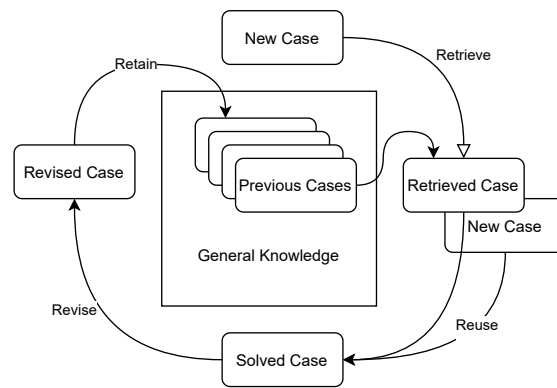 New Case
Retrieve
Retain
Revised Case
Previous Cases
Retrieved Case
New Case
General Knowledge
Revise
Reuse
Solved Case